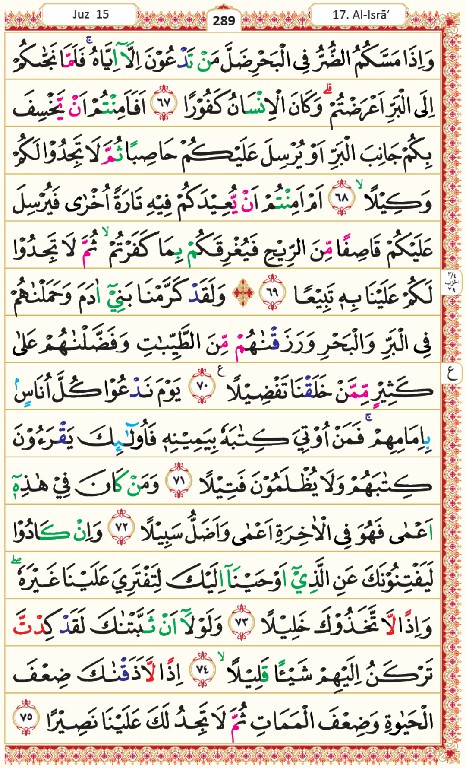 Juz 15
289
17. Al-Isrā’
وَاِذَا مَسَّكُمُ الضُّرُّ فِى الْبَحْرِ ضَلَّ مَنْ تَدْعُوْنَ اِلَّآ اِيَّاهُۚ فَلَمَّا نَجّٰىكُمْ
اِلَى الْبَرِّ اَعْرَضْتُمْۗ وَكَانَ الْاِنْسَانُ كَفُوْرًا ٦٧ اَفَاَمِنْتُمْ اَنْ يَّخْسِفَ
بِكُمْ جَانِبَ الْبَرِّ اَوْ يُرْسِلَ عَلَيْكُمْ حَاصِبًا ثُمَّ لَا تَجِدُوْا لَكُمْ
وَكِيْلًاۙ ٦٨ اَمْ اَمِنْتُمْ اَنْ يُّعِيْدَكُمْ فِيْهِ تَارَةً اُخْرٰى فَيُرْسِلَ
عَلَيْكُمْ قَاصِفًا مِّنَ الرِّيْحِ فَيُغْرِقَكُمْ بِمَا كَفَرْتُمْۙ ثُمَّ لَا تَجِدُوْا
لَكُمْ عَلَيْنَا بِهٖ تَبِيْعًا ٦٩ ۞ وَلَقَدْ كَرَّمْنَا بَنِيْٓ اٰدَمَ وَحَمَلْنٰهُمْ
فِى الْبَرِّ وَالْبَحْرِ وَرَزَقْنٰهُمْ مِّنَ الطَّيِّبٰتِ وَفَضَّلْنٰهُمْ عَلٰى
كَثِيْرٍ مِّمَّنْ خَلَقْنَا تَفْضِيْلًا ࣖ ٧٠ يَوْمَ نَدْعُوْا كُلَّ اُنَاسٍۢ
ع
بِاِمَامِهِمْۚ فَمَنْ اُوْتِيَ كِتٰبَهٗ بِيَمِيْنِهٖ فَاُولٰۤىِٕكَ يَقْرَءُوْنَ
كِتٰبَهُمْ وَلَا يُظْلَمُوْنَ فَتِيْلًا ٧١ وَمَنْ كَانَ فِيْ هٰذِهٖٓ
اَعْمٰى فَهُوَ فِى الْاٰخِرَةِ اَعْمٰى وَاَضَلُّ سَبِيْلًا ٧٢ وَاِنْ كَادُوْا
لَيَفْتِنُوْنَكَ عَنِ الَّذِيْٓ اَوْحَيْنَآ اِلَيْكَ لِتَفْتَرِيَ عَلَيْنَا غَيْرَهٗۖ
وَاِذًا لَّاتَّخَذُوْكَ خَلِيْلًا ٧٣ وَلَوْلَآ اَنْ ثَبَّتْنٰكَ لَقَدْ كِدْتَّ
تَرْكَنُ اِلَيْهِمْ شَيْـًٔا قَلِيْلًاۙ ٧٤ اِذًا لَّاَذَقْنٰكَ ضِعْفَ
الْحَيٰوةِ وَضِعْفَ الْمَمَاتِ ثُمَّ لَا تَجِدُ لَكَ عَلَيْنَا نَصِيْرًا ٧٥